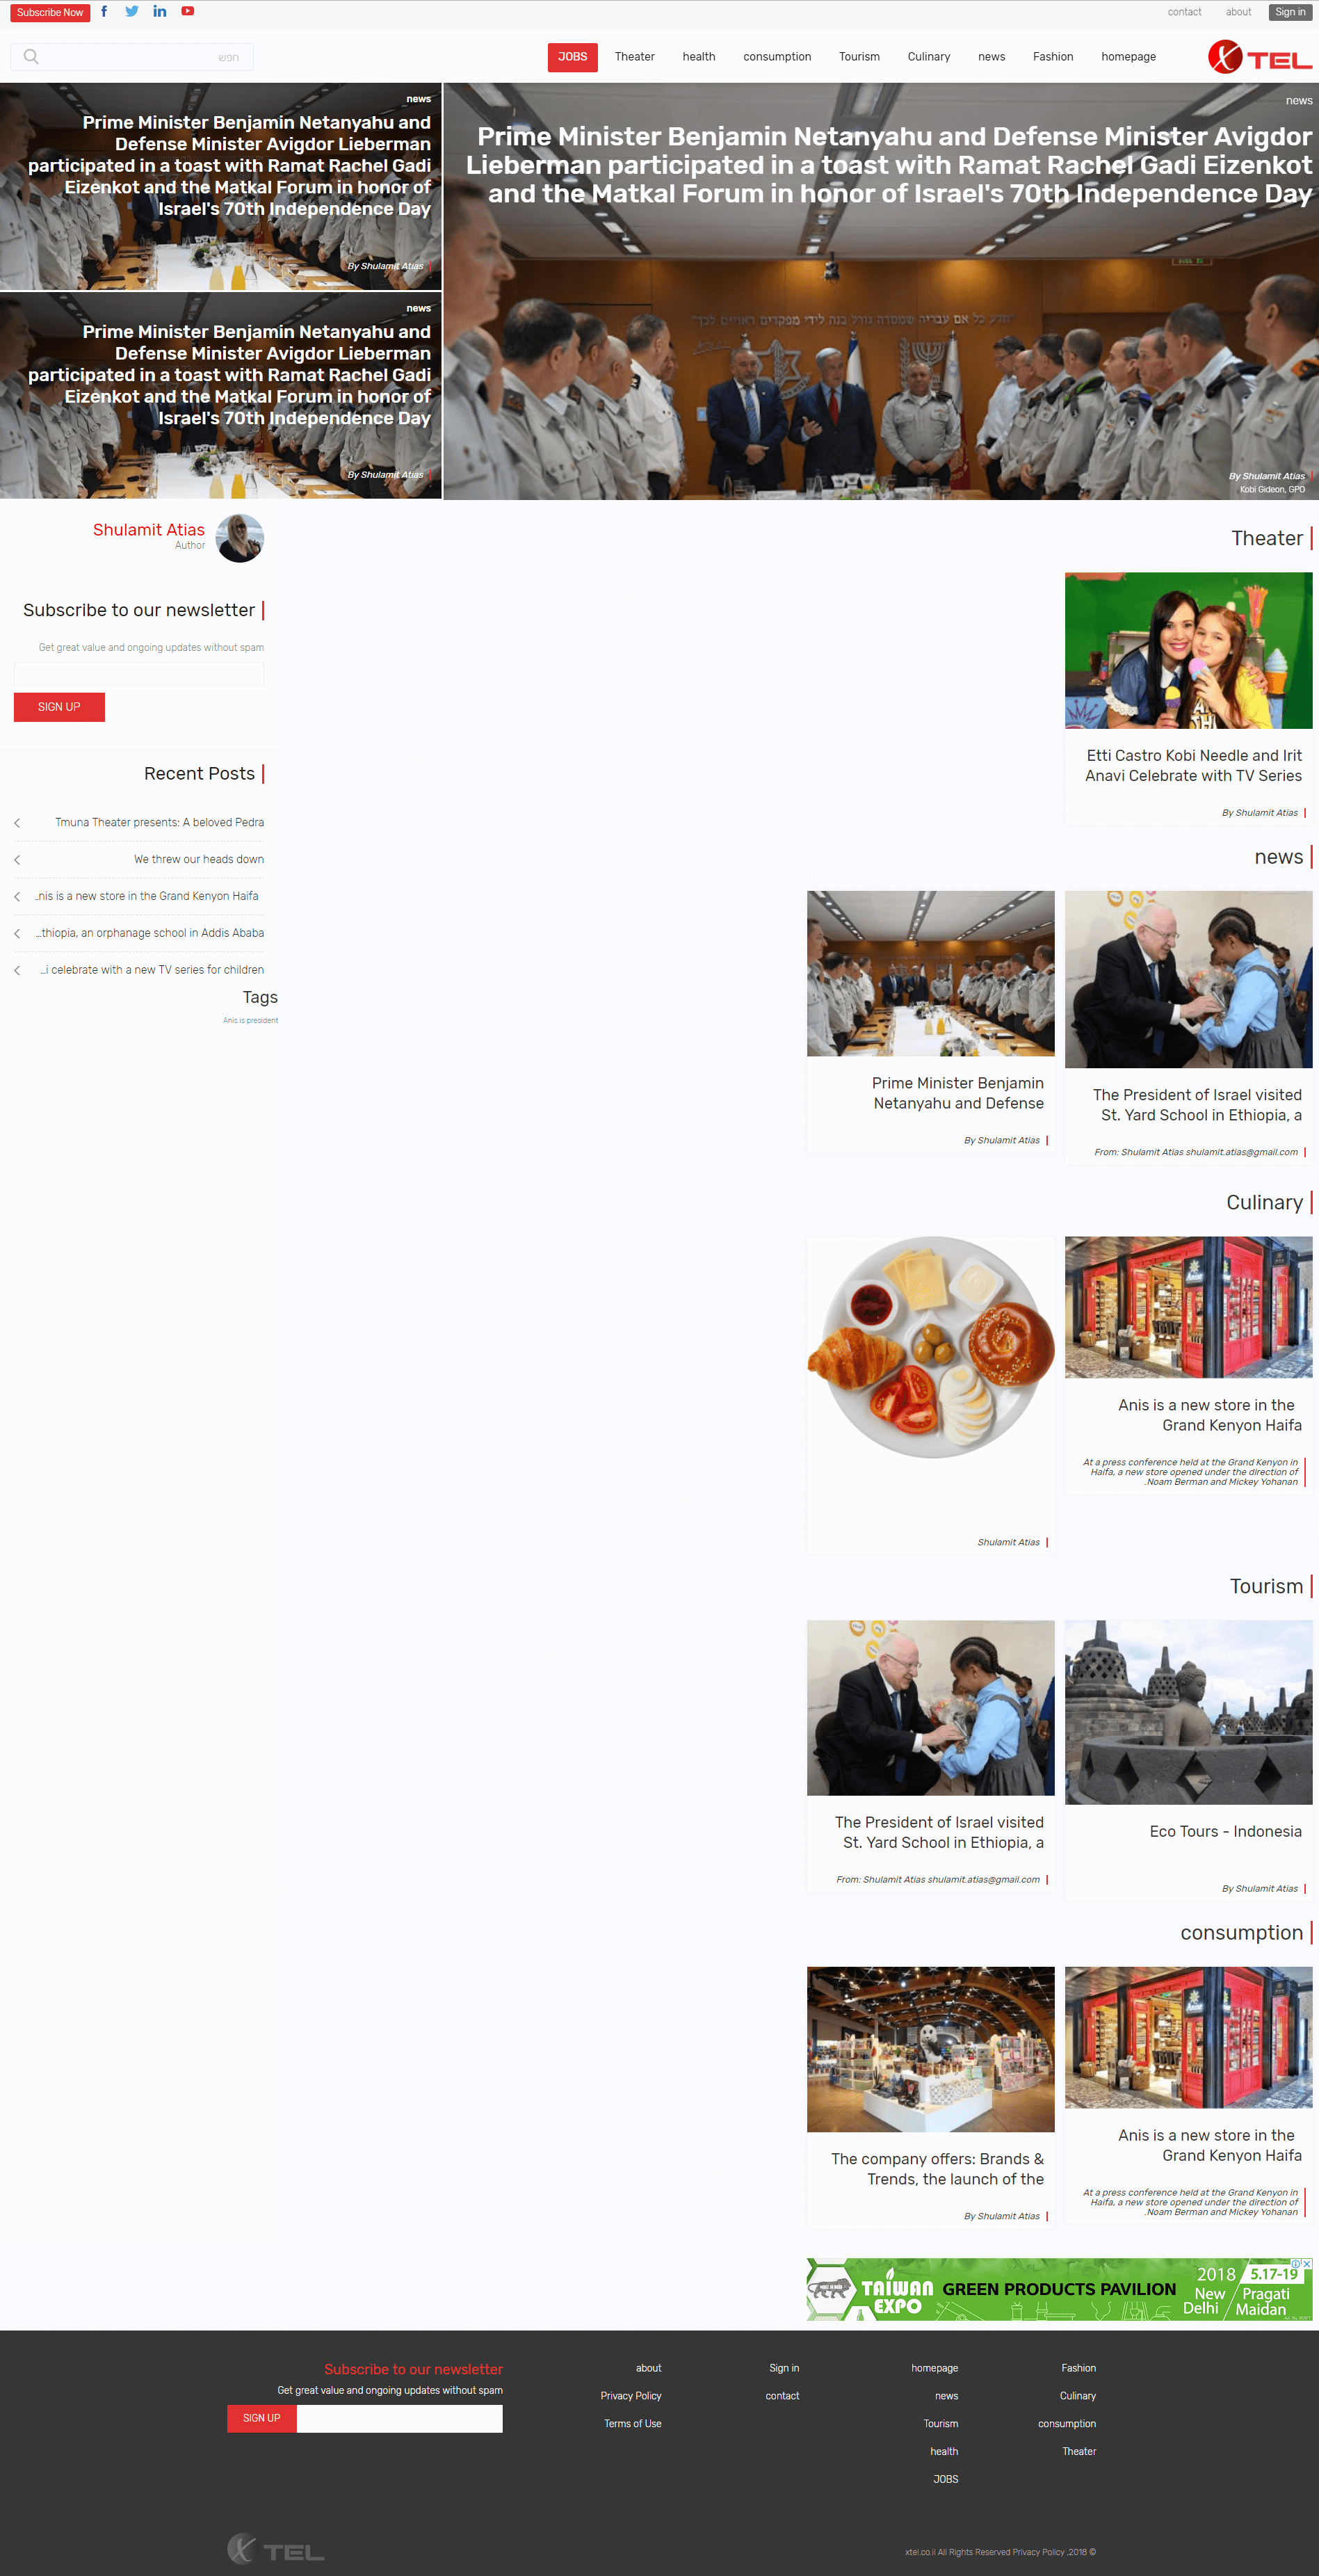 Subscribe Now
contact
about
Sign in
חפש
JOBS
Theater
health
consumption
Tourism
Culinary
news
Fashion
homepage
X TEL
news
Prime Minister Benjamin Netanyahu and
Defense Minister Avigdor Lieberman
participated in a toast with Ramat Rachel Gadi
Eizenkot and the Matkal Forum in honor of
Israel's 70th Independence Day
By Shulamit Atias
news
Prime Minister Benjamin Netanyahu and
Defense Minister Avigdor Lieberman
participated in a toast with Ramat Rachel Gadi
Eizenkot and the Matkal Forum in honor of
Israel's 70th Independence Day
By Shulamit Atias
news
Prime Minister Benjamin Netanyahu and Defense Minister Avigdor
Lieberman participated in a toast with Ramat Rachel Gadi Eizenkot
and the Matkal Forum in honor of Israel's 70th Independence Day
"תדע כל אם עבריה שמסרה גורל בנה לידי מפקדים ראויים לכך"
By Shulamit Atias
Kobi Gideon, GPO
Shulamit Atias
Author
Subscribe to our newsletter
Get great value and ongoing updates without spam
SIGN UP
Recent Posts
Tmuna Theater presents: A beloved Pedra
We threw our heads down
..nis is a new store in the Grand Kenyon Haifa
...thiopia, an orphanage school in Addis Ababa
...i celebrate with a new TV series for children
Tags
Anis is president
Theater
Etti Castro Kobi Needle and Irit
Anavi Celebrate with TV Series
By Shulamit Atias
news
The President of Israel visited
St. Yard School in Ethiopia, a
From: Shulamit Atias shulamit.atias@gmail.com
Prime Minister Benjamin
Netanyahu and Defense
By Shulamit Atias
Culinary
Anis is a new store in the
Grand Kenyon Haifa
At a press conference held at the Grand Kenyon in
Haifa, a new store opened under the direction of
.Noam Berman and Mickey Yohanan
Shulamit Atias
Tourism
Eco Tours - Indonesia
By Shulamit Atias
The President of Israel visited
St. Yard School in Ethiopia, a
From: Shulamit Atias shulamit.atias@gmail.com
consumption
Anis is a new store in the
Grand Kenyon Haifa
At a press conference held at the Grand Kenyon in
Haifa, a new store opened under the direction of
.Noam Berman and Mickey Yohanan
The company offers: Brands &
Trends, the launch of the
By Shulamit Atias
TAIWAN
EXPO
GREEN PRODUCTS PAVILION
2018
5.17-19
New
Delhi
Pragati
Maidan
Subscribe to our newsletter
Get great value and ongoing updates without spam
SIGN UP
about
Privacy Policy
Terms of Use
Sign in
contact
homepage
news
Tourism
health
JOBS
Fashion
Culinary
consumption
Theater
X TEL
xtel.co.il All Rights Reserved Privacy Policy ,2018 ©